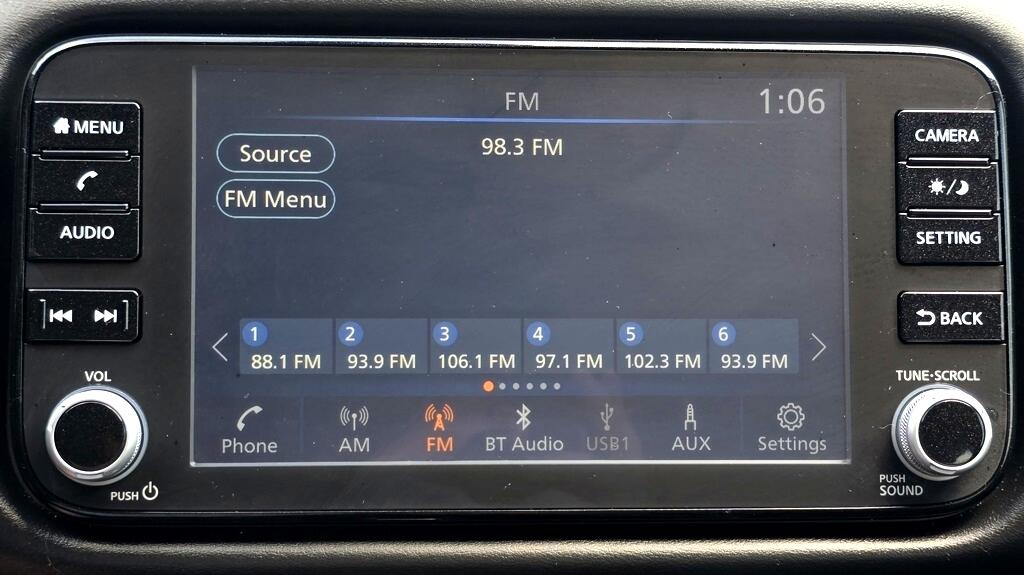 FM
1:06
MENU
AUDIO
VOL
PUSH
Source
98.3 FM
FM Menu
1 2 3 4 5 6
88.1 FM 93.9 FM 106.1 FM 97.1 FM 102.3 FM 93.9 FM
Phone AM FM BT Audio USB1 AUX Settings
CAMERA
SETTING
BACK
TUNE·SCROLL
PUSH
SOUND